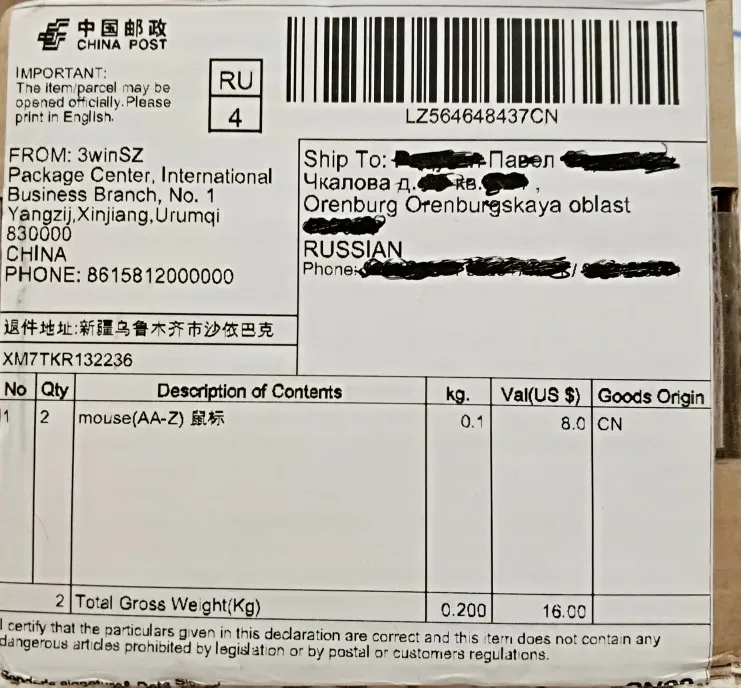 中国邮政
CHINA POST
IMPORTANT:
The item/parcel may be
opened officially. Please
print in English.
RU
4
LZ564648437CN
FROM: 3winSZ
Package Center, International
Business Branch, No. 1
Yangzij,Xinjiang,Urumqi
830000
CHINA
PHONE: 8615812000000
Ship To: Павел
Чкалова д. кв. ,
Orenburg Orenburgskaya oblast
RUSSIAN
Phone: /
退件地址:新疆乌鲁木齐市沙依巴克
XM7TKR132236
No Qty Description of Contents kg. Val(US $) Goods Origin
1 2 mouse(AA-Z) 鼠标 0.1 8.0 CN
2 Total Gross Weight(Kg) 0.200 16.00
I certify that the particulars given in this declaration are correct and this item does not contain any
dangerous articles prohibited by legislation or by postal or customers regulations.